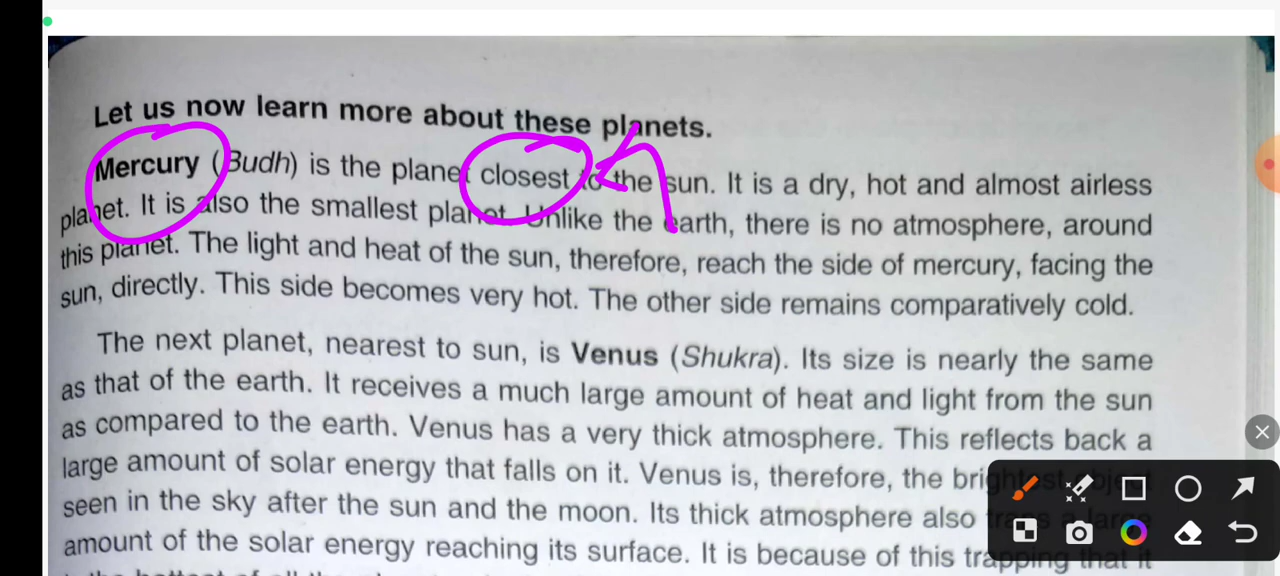 Let us now learn more about these planets.
Mercury (Budh) is the planet closest to the sun. It is a dry, hot and almost airless
planet. It is also the smallest planet. Unlike the earth, there is no atmosphere, around
this planet. The light and heat of the sun, therefore, reach the side of mercury, facing the
sun, directly. This side becomes very hot. The other side remains comparatively cold.
The next planet, nearest to sun, is Venus (Shukra). Its size is nearly the same
as that of the earth. It receives a much large amount of heat and light from the sun
as compared to the earth. Venus has a very thick atmosphere. This reflects back a
large amount of solar energy that falls on it. Venus is, therefore, the brightest object
seen in the sky after the sun and the moon. Its thick atmosphere also traps a large
amount of the solar energy reaching its surface. It is because of this trapping that it